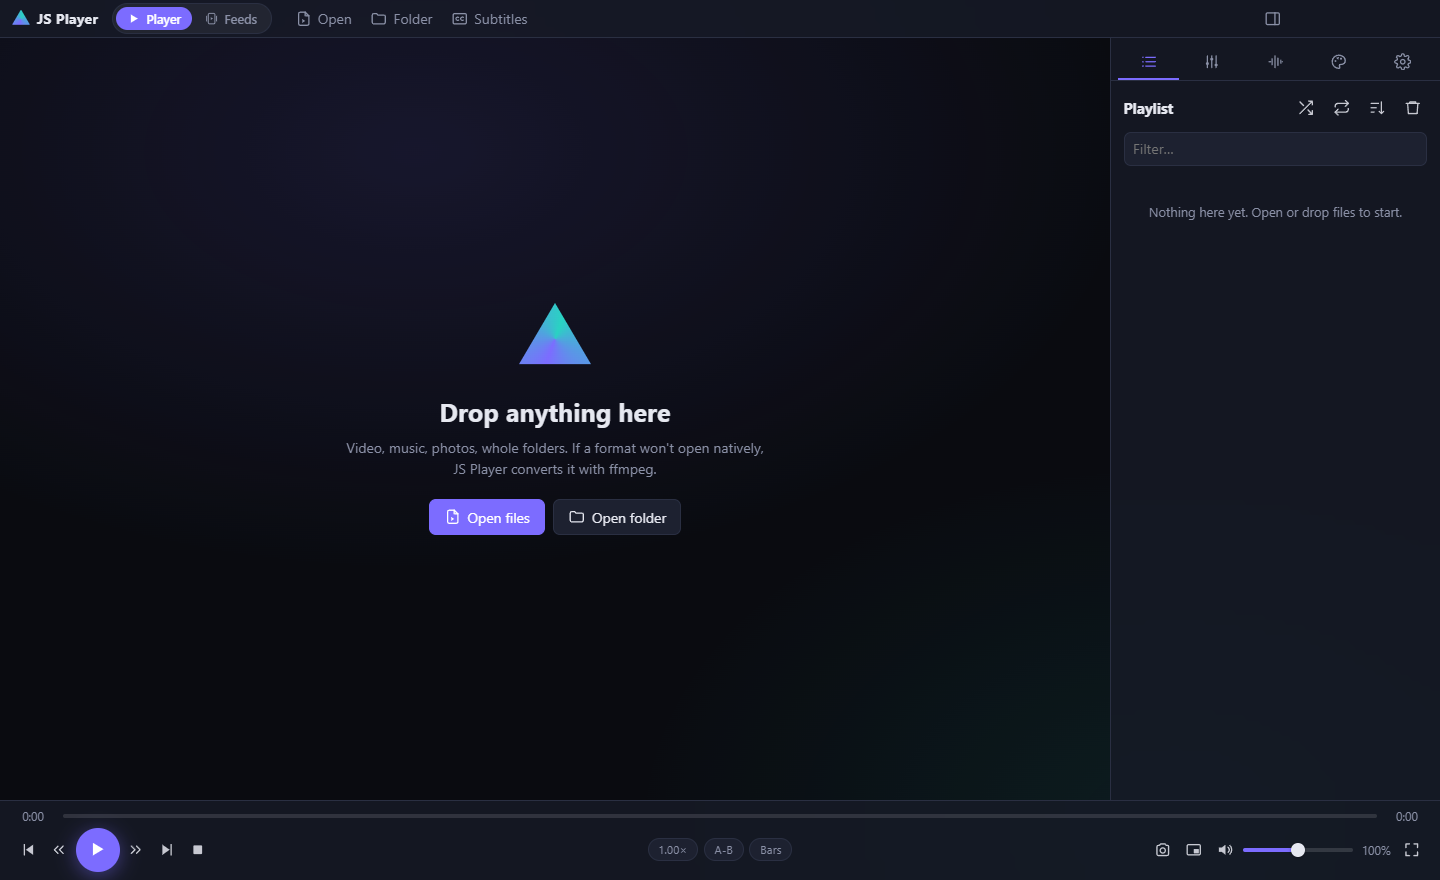 JS Player
Player
Feeds
Open
Folder
Subtitles
Playlist
Filter...
Nothing here yet. Open or drop files to start.
Drop anything here
Video, music, photos, whole folders. If a format won't open natively,
JS Player converts it with ffmpeg.
Open files
Open folder
0:00
0:00
1.00×
A-B
Bars
100%